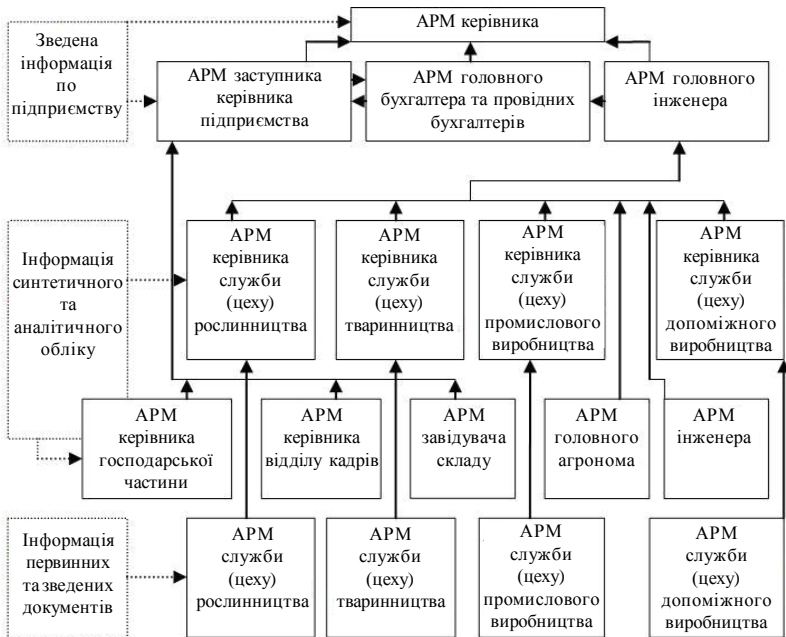 АРМ керівника
Зведена
інформація
по
підприємству
АРМ заступника
керівника
підприємства
АРМ головного
бухгалтера та провідних
бухгалтерів
АРМ головного
інженера
Інформація
синтетичного
та
аналітичного
обліку
АРМ
керівника
служби
(цеху)
рослинництва
АРМ
керівника
служби
(цеху)
тваринництва
АРМ
керівника
служби
(цеху)
промислового
виробництва
АРМ
керівника
служби
(цеху)
допоміжного
виробництва
АРМ
керівника
господарської
частини
АРМ
керівника
відділу кадрів
АРМ
завідувача
складу
АРМ
головного
агронома
АРМ
інженера
Інформація
первинних
та зведених
документів
АРМ
служби
(цеху)
рослинництва
АРМ
служби
(цеху)
тваринництва
АРМ
служби
(цеху)
промислового
виробництва
АРМ
служби
(цеху)
допоміжного
виробництва